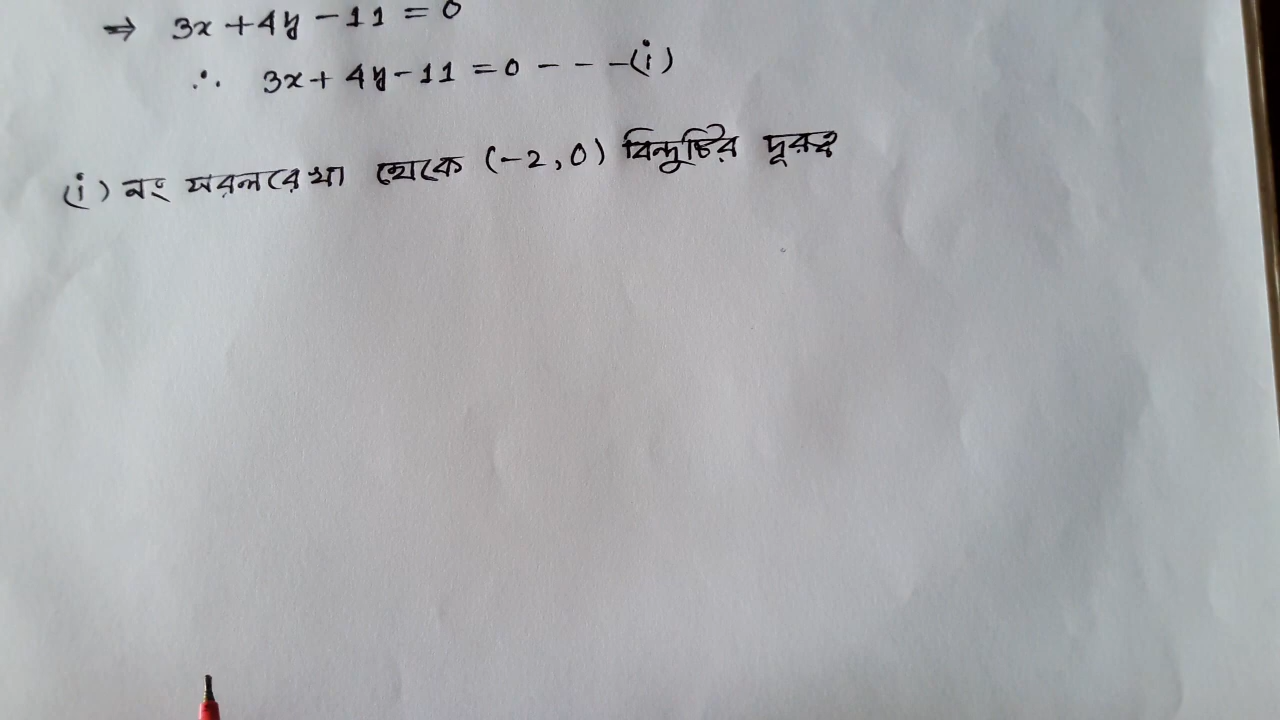 ⇒ 3x + 4y - 11 = 0
∴ 3x + 4y - 11 = 0 - - - (i)
(i) নং সরলরেখা থেকে (-2, 0) বিন্দুটির দূরত্ব